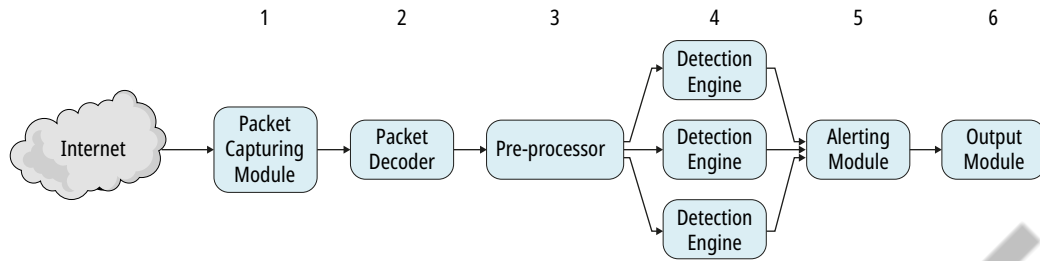 1 2 3 4 5 6
Internet
Packet
Capturing
Module
Packet
Decoder
Pre-processor
Detection
Engine
Detection
Engine
Detection
Engine
Alerting
Module
Output
Module